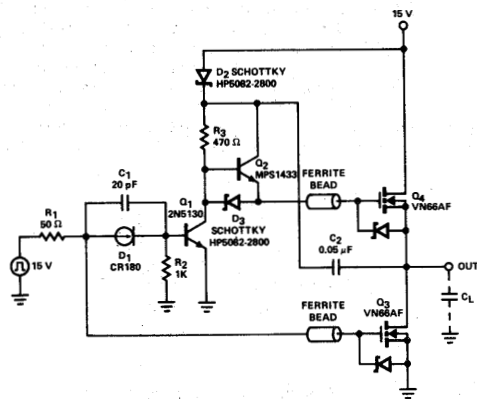 15 V
D2 SCHOTTKY
HP5082-2800
R3
470 Ω
Q2
MPS1433
FERRITE
BEAD
C1
20 pF
Q1
2N5130
Q4
VN66AF
R1
50 Ω
D3
SCHOTTKY
HP5082-2800
C2
0.05 μF
D1
CR180
R2
1K
15 V
OUT
CL
FERRITE
BEAD
Q3
VN66AF